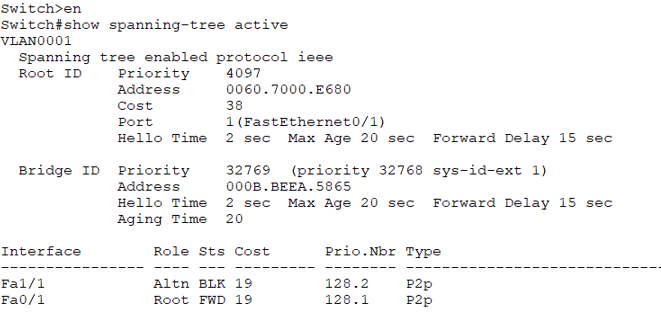 Switch>en
Switch#show spanning-tree active
VLAN0001
  Spanning tree enabled protocol ieee
  Root ID    Priority    4097
             Address     0060.7000.E680
             Cost        38
             Port        1(FastEthernet0/1)
             Hello Time  2 sec  Max Age 20 sec  Forward Delay 15 sec
  Bridge ID  Priority    32769  (priority 32768 sys-id-ext 1)
             Address     000B.BEEA.5865
             Hello Time  2 sec  Max Age 20 sec  Forward Delay 15 sec
             Aging Time  20
Interface        Role Sts Cost      Prio.Nbr Type
---------------- ---- --- --------- -------- --------------------------------
Fa1/1            Altn BLK 19        128.2    P2p
Fa0/1            Root FWD 19        128.1    P2p